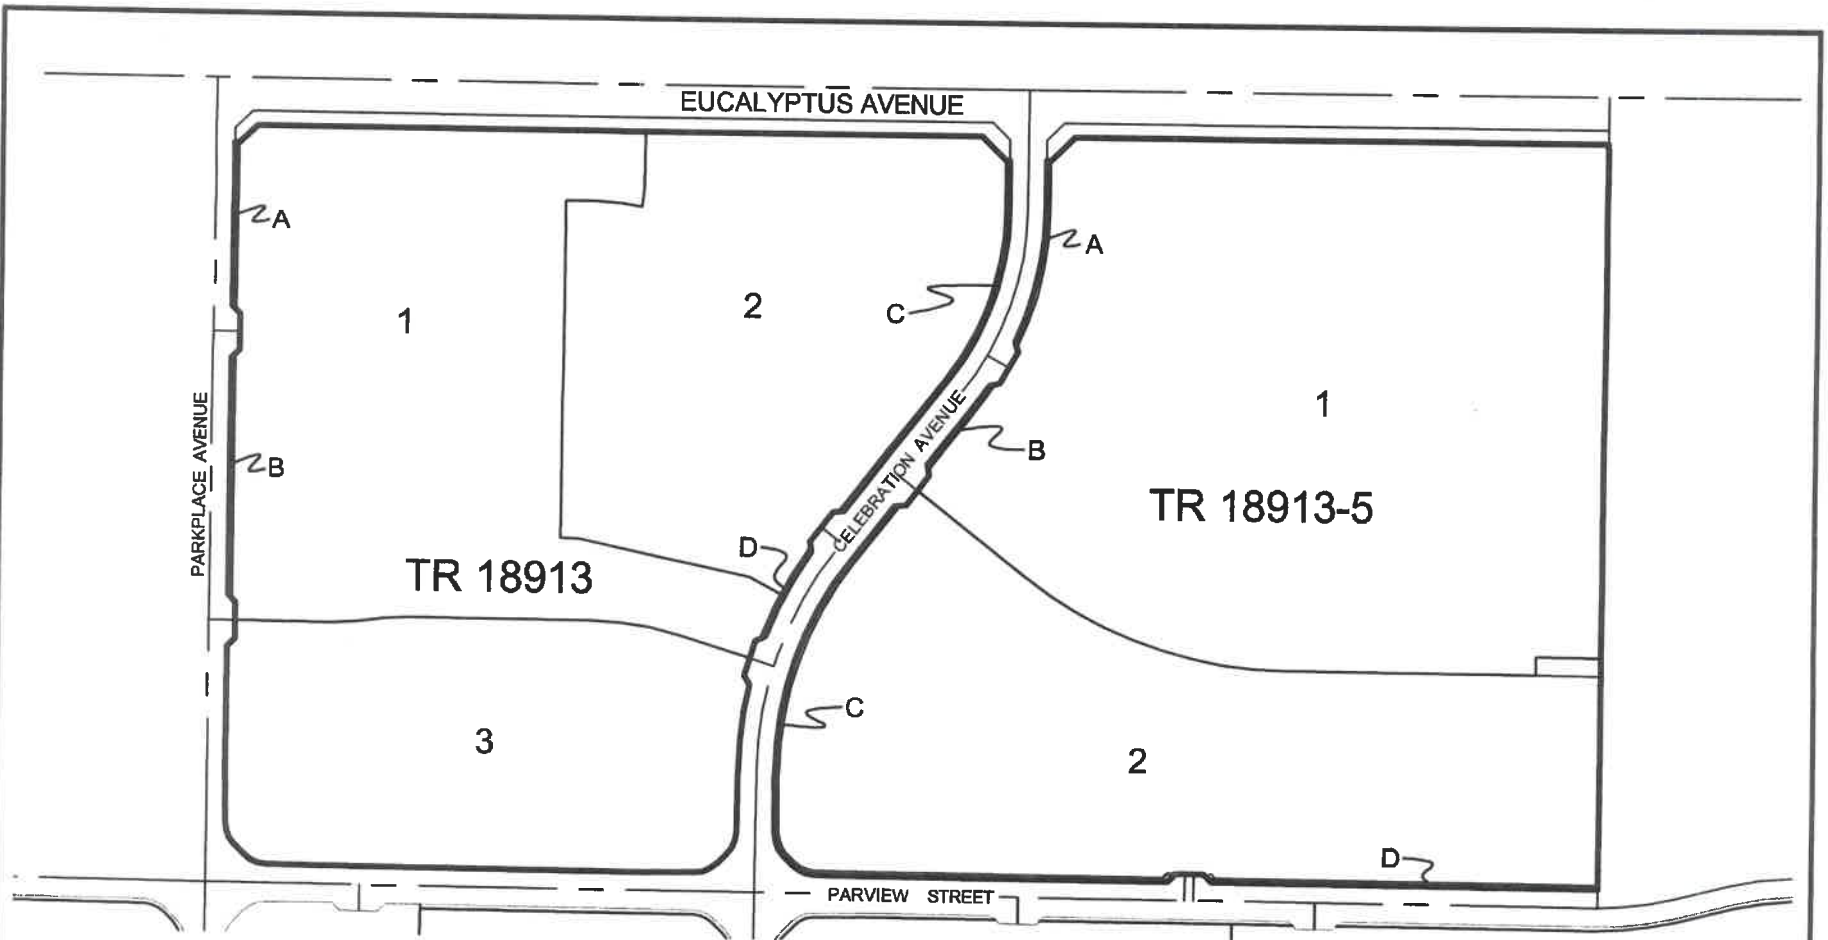 EUCALYPTUS AVENUE
A
A
1
2
C
1
PARKPLACE AVENUE
B
CELEBRATION AVENUE
B
TR 18913-5
D
TR 18913
C
3
2
D
PARVIEW STREET